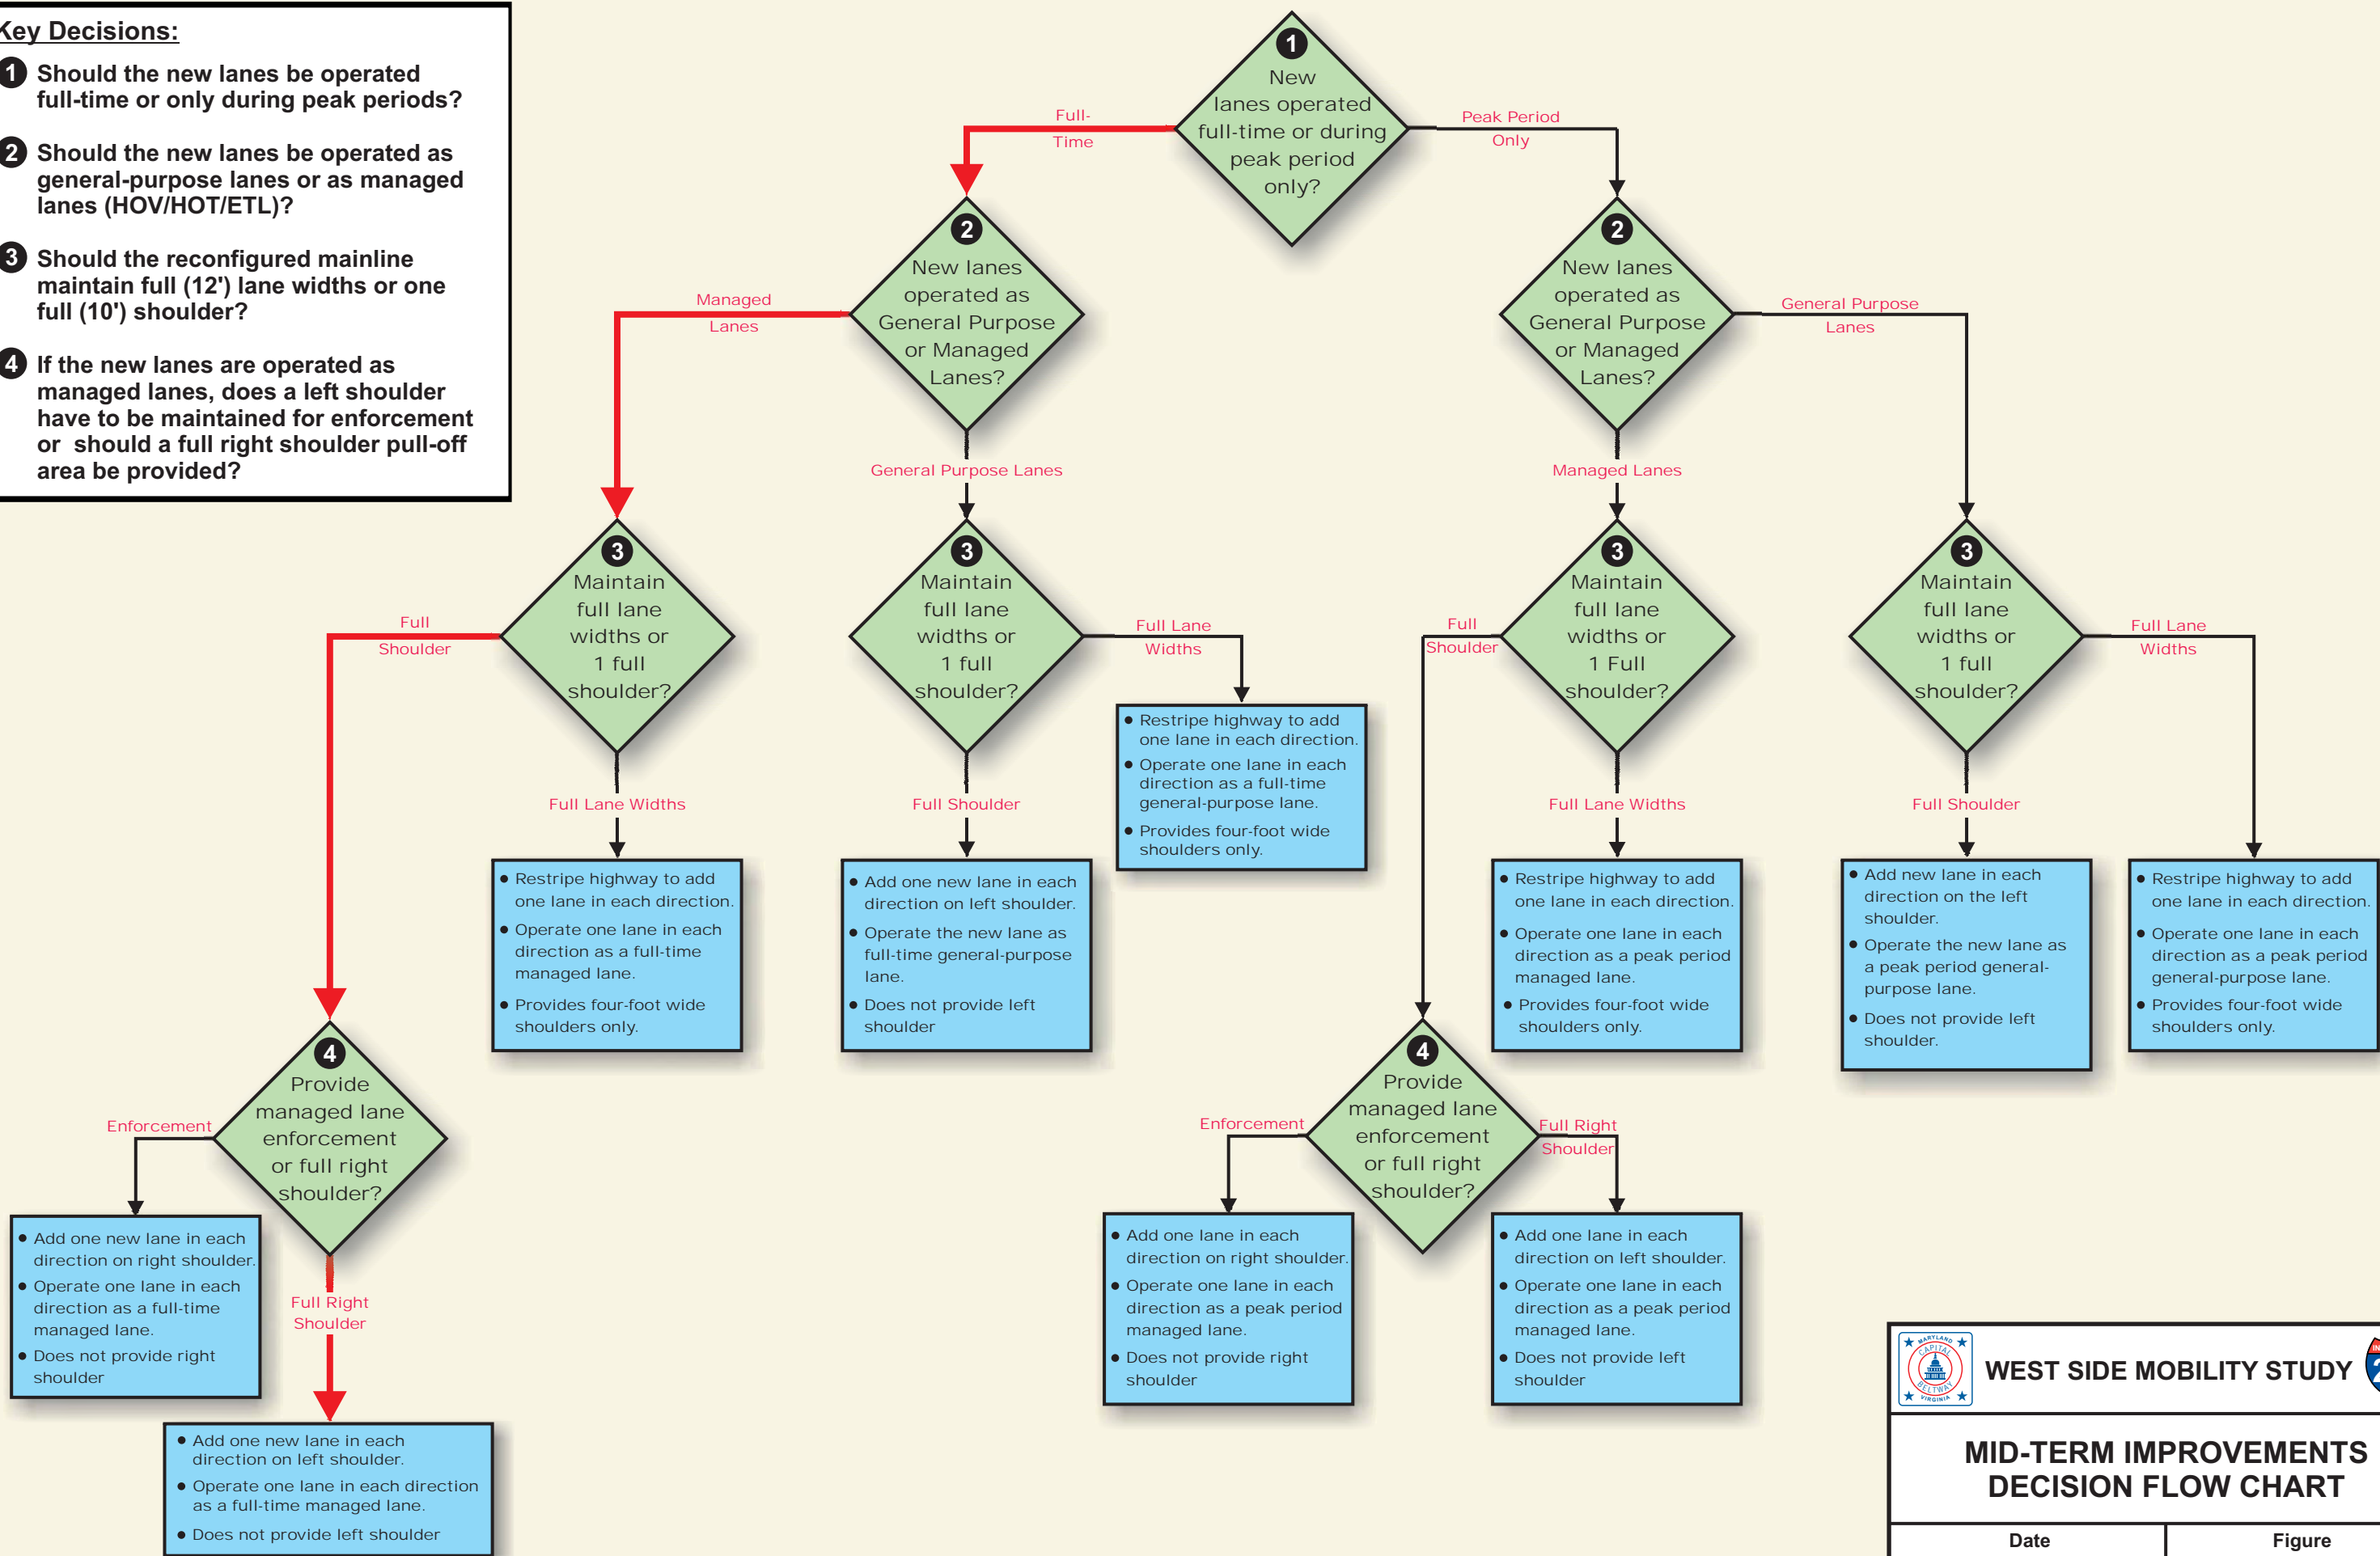 Key Decisions:
1 Should the new lanes be operated
full-time or only during peak periods?
2 Should the new lanes be operated as
general-purpose lanes or as managed
lanes (HOV/HOT/ETL)?
3 Should the reconfigured mainline
maintain full (12') lane widths or one
full (10') shoulder?
4 If the new lanes are operated as
managed lanes, does a left shoulder
have to be maintained for enforcement
or should a full right shoulder pull-off
area be provided?
1
New
lanes operated
full-time or during
peak period
only?
Full-
Time
Peak Period
Only
2
New lanes
operated as
General Purpose
or Managed
Lanes?
2
New lanes
operated as
General Purpose
or Managed
Lanes?
Managed
Lanes
General Purpose Lanes
Managed Lanes
General Purpose
Lanes
3
Maintain
full lane
widths or
1 full
shoulder?
3
Maintain
full lane
widths or
1 full
shoulder?
3
Maintain
full lane
widths or
1 Full
shoulder?
3
Maintain
full lane
widths or
1 full
shoulder?
Full
Shoulder
Full Lane Widths
Full Shoulder
Full Lane
Widths
Full
Shoulder
Full Lane Widths
Full Shoulder
Full Lane
Widths
• Restripe highway to add
one lane in each direction.
• Operate one lane in each
direction as a full-time
general-purpose lane.
• Provides four-foot wide
shoulders only.
• Restripe highway to add
one lane in each direction.
• Operate one lane in each
direction as a full-time
managed lane.
• Provides four-foot wide
shoulders only.
• Add one new lane in each
direction on left shoulder.
• Operate the new lane as
full-time general-purpose
lane.
• Does not provide left
shoulder
• Restripe highway to add
one lane in each direction.
• Operate one lane in each
direction as a peak period
managed lane.
• Provides four-foot wide
shoulders only.
• Add new lane in each
direction on the left
shoulder.
• Operate the new lane as
a peak period general-
purpose lane.
• Does not provide left
shoulder.
• Restripe highway to add
one lane in each direction.
• Operate one lane in each
direction as a peak period
general-purpose lane.
• Provides four-foot wide
shoulders only.
4
Provide
managed lane
enforcement
or full right
shoulder?
Enforcement
Full Right
Shoulder
4
Provide
managed lane
enforcement
or full right
shoulder?
Enforcement
Full Right
Shoulder
• Add one new lane in each
direction on right shoulder.
• Operate one lane in each
direction as a full-time
managed lane.
• Does not provide right
shoulder
• Add one new lane in each
direction on left shoulder.
• Operate one lane in each direction
as a full-time managed lane.
• Does not provide left shoulder
• Add one lane in each
direction on right shoulder.
• Operate one lane in each
direction as a peak period
managed lane.
• Does not provide right
shoulder
• Add one lane in each
direction on left shoulder.
• Operate one lane in each
direction as a peak period
managed lane.
• Does not provide left
shoulder
MARYLAND
CAPITAL
BELTWAY
VIRGINIA
WEST SIDE MOBILITY STUDY
MID-TERM IMPROVEMENTS
DECISION FLOW CHART
Date
Figure